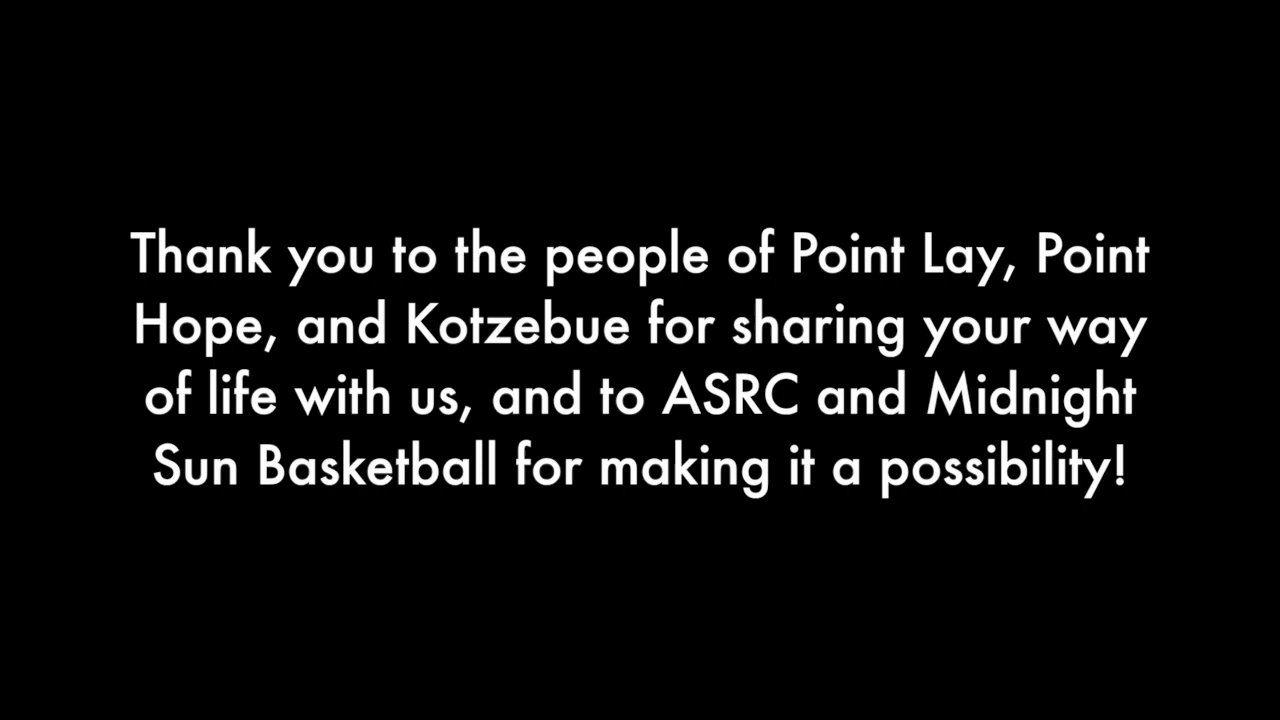 Thank you to the people of Point Lay, Point
Hope, and Kotzebue for sharing your way
of life with us, and to ASRC and Midnight
Sun Basketball for making it a possibility!